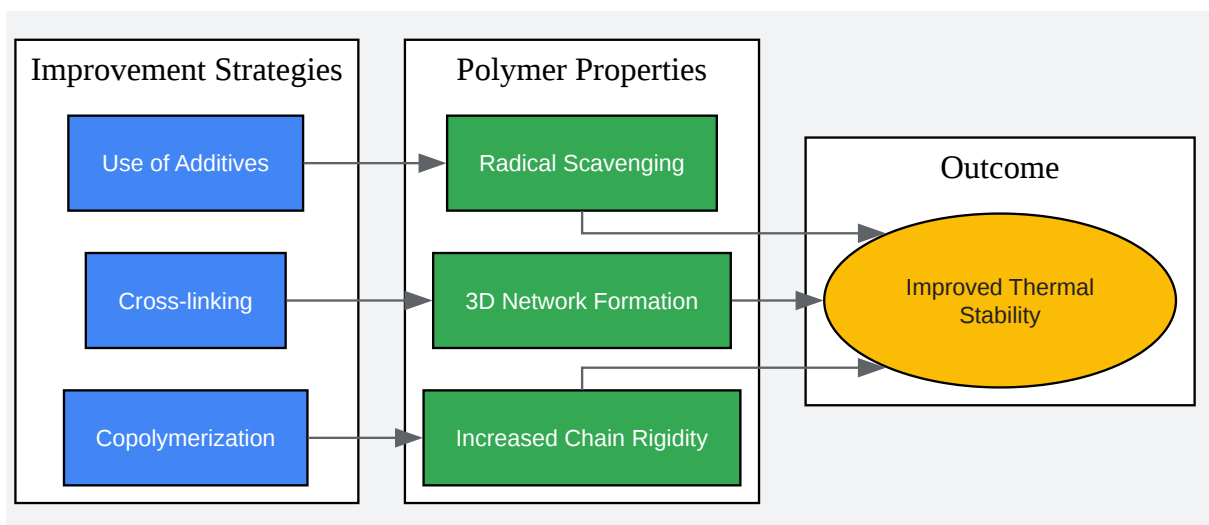 Improvement Strategies
Use of Additives
Cross-linking
Copolymerization
Polymer Properties
Radical Scavenging
3D Network Formation
Increased Chain Rigidity
Outcome
Improved Thermal
Stability